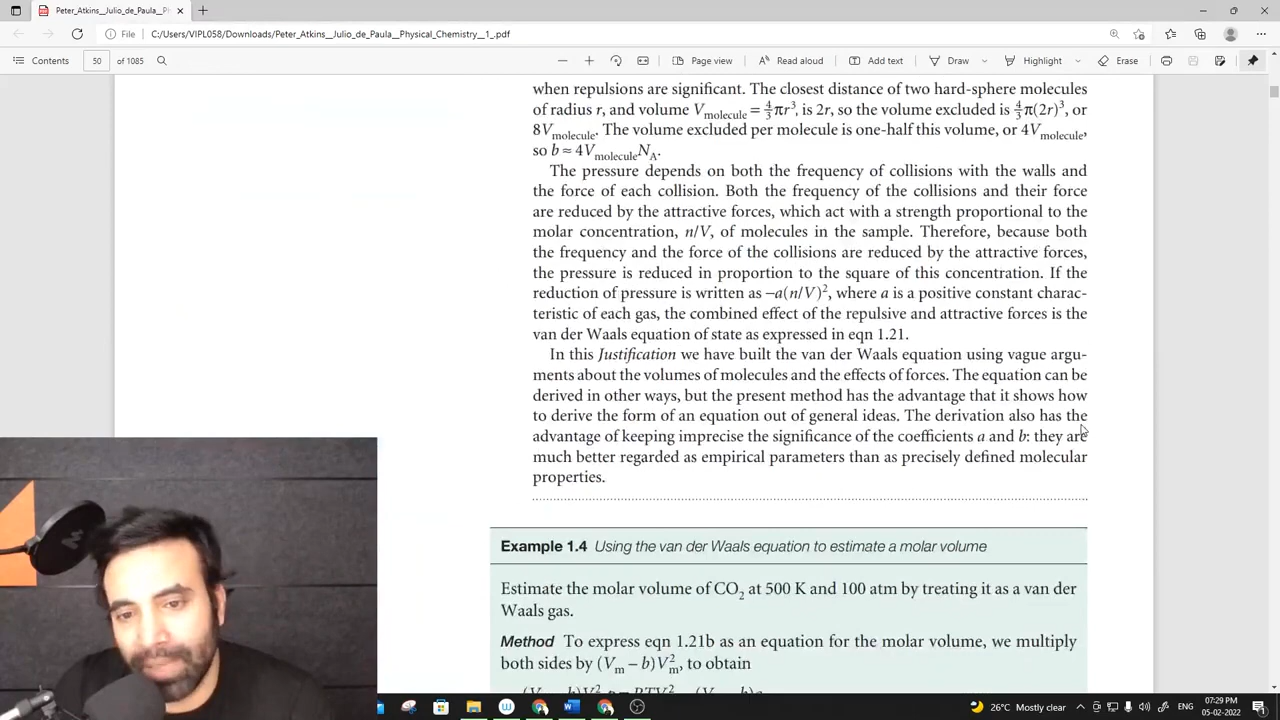 Peter_Atkins__Julio_de_Paula__Ph
File C:/Users/VIPL058/Downloads/Peter_Atkins__Julio_de_Paula__Physical_Chemistry__1_.pdf
Contents 50 of 1085 Page view Read aloud Add text Draw Highlight Erase
when repulsions are significant. The closest distance of two hard-sphere molecules
of radius r, and volume Vmolecule = 4/3πr³, is 2r, so the volume excluded is 4/3π(2r)³, or
8Vmolecule. The volume excluded per molecule is one-half this volume, or 4Vmolecule,
so b ≈ 4VmoleculeNA.
The pressure depends on both the frequency of collisions with the walls and
the force of each collision. Both the frequency of the collisions and their force
are reduced by the attractive forces, which act with a strength proportional to the
molar concentration, n/V, of molecules in the sample. Therefore, because both
the frequency and the force of the collisions are reduced by the attractive forces,
the pressure is reduced in proportion to the square of this concentration. If the
reduction of pressure is written as −a(n/V)², where a is a positive constant charac-
teristic of each gas, the combined effect of the repulsive and attractive forces is the
van der Waals equation of state as expressed in eqn 1.21.
In this Justification we have built the van der Waals equation using vague argu-
ments about the volumes of molecules and the effects of forces. The equation can be
derived in other ways, but the present method has the advantage that it shows how
to derive the form of an equation out of general ideas. The derivation also has the
advantage of keeping imprecise the significance of the coefficients a and b: they are
much better regarded as empirical parameters than as precisely defined molecular
properties.
Example 1.4 Using the van der Waals equation to estimate a molar volume
Estimate the molar volume of CO₂ at 500 K and 100 atm by treating it as a van der
Waals gas.
Method To express eqn 1.21b as an equation for the molar volume, we multiply
both sides by (Vm − b)Vm², to obtain
26°C Mostly clear ENG 07:29 PM
05-02-2022